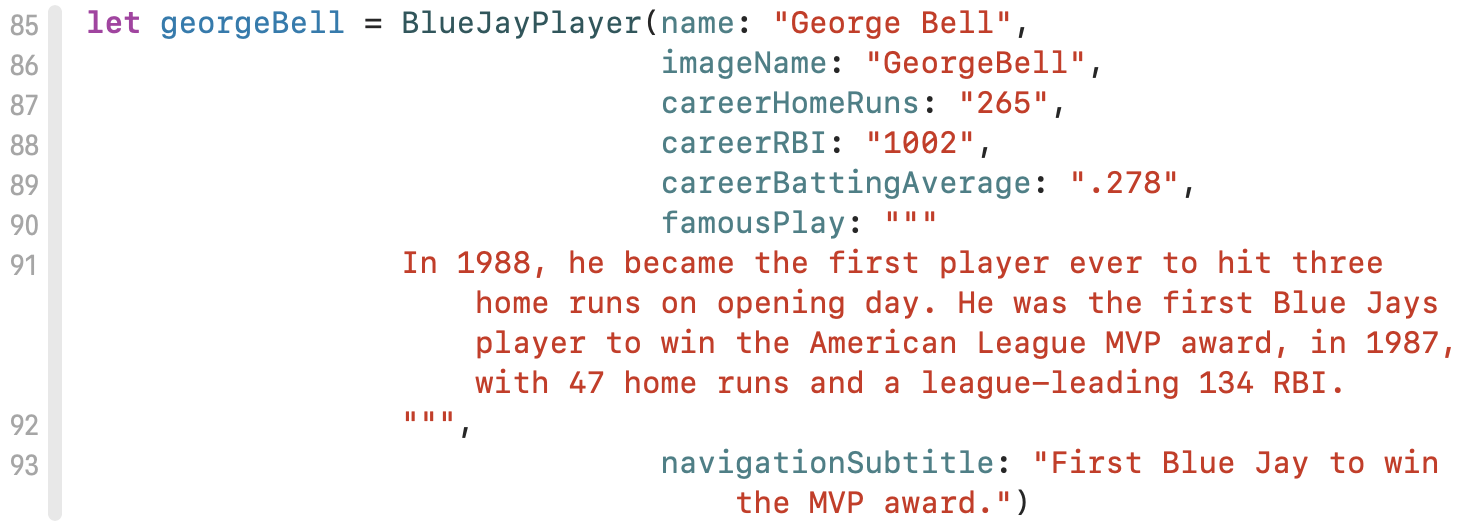 85 let georgeBell = BlueJayPlayer(name: "George Bell",
86 imageName: "GeorgeBell",
87 careerHomeRuns: "265",
88 careerRBI: "1002",
89 careerBattingAverage: ".278",
90 famousPlay: """
91 In 1988, he became the first player ever to hit three
home runs on opening day. He was the first Blue Jays
player to win the American League MVP award, in 1987,
with 47 home runs and a league-leading 134 RBI.
92 """,
93 navigationSubtitle: "First Blue Jay to win
the MVP award.")